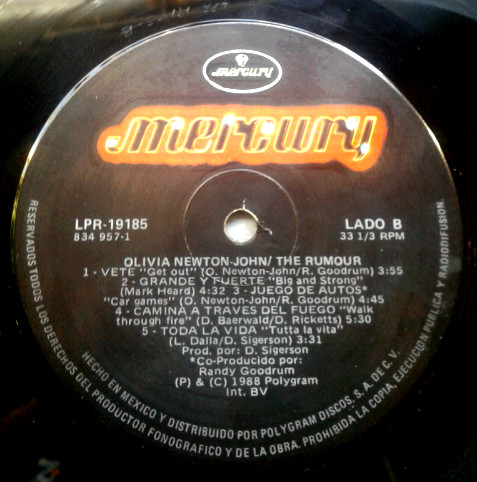 mercury
mercury
LPR-19185
834 957-1
LADO B
33 1/3 RPM
OLIVIA NEWTON-JOHN/ THE RUMOUR
1 - VETE "Get out" (O. Newton-John/R. Goodrum) 3:55
2 - GRANDE Y FUERTE "Big and Strong"
(Mark Heard) 4:32 3 - JUEGO DE AUTOS*
"Car games" (O. Newton-John/R. Goodrum) 4:45
4 - CAMINA A TRAVES DEL FUEGO "Walk
through fire" (D. Baerwald/D. Ricketts) 5:30
5 - TODA LA VIDA "Tutta la vita"
(L. Dalla/D. Sigerson) 3:31
Prod. por: D. Sigerson
*Co-Producido por:
Randy Goodrum
(P) & (C) 1988 Polygram
Int. BV
RESERVADOS TODOS LOS DERECHOS DEL PRODUCTOR FONOGRAFICO Y DE LA OBRA. PROHIBIDA LA COPIA, EJECUCION PUBLICA Y RADIODIFUSION.
HECHO EN MEXICO Y DISTRIBUIDO POR POLYGRAM DISCOS, S. A. DE C. V.